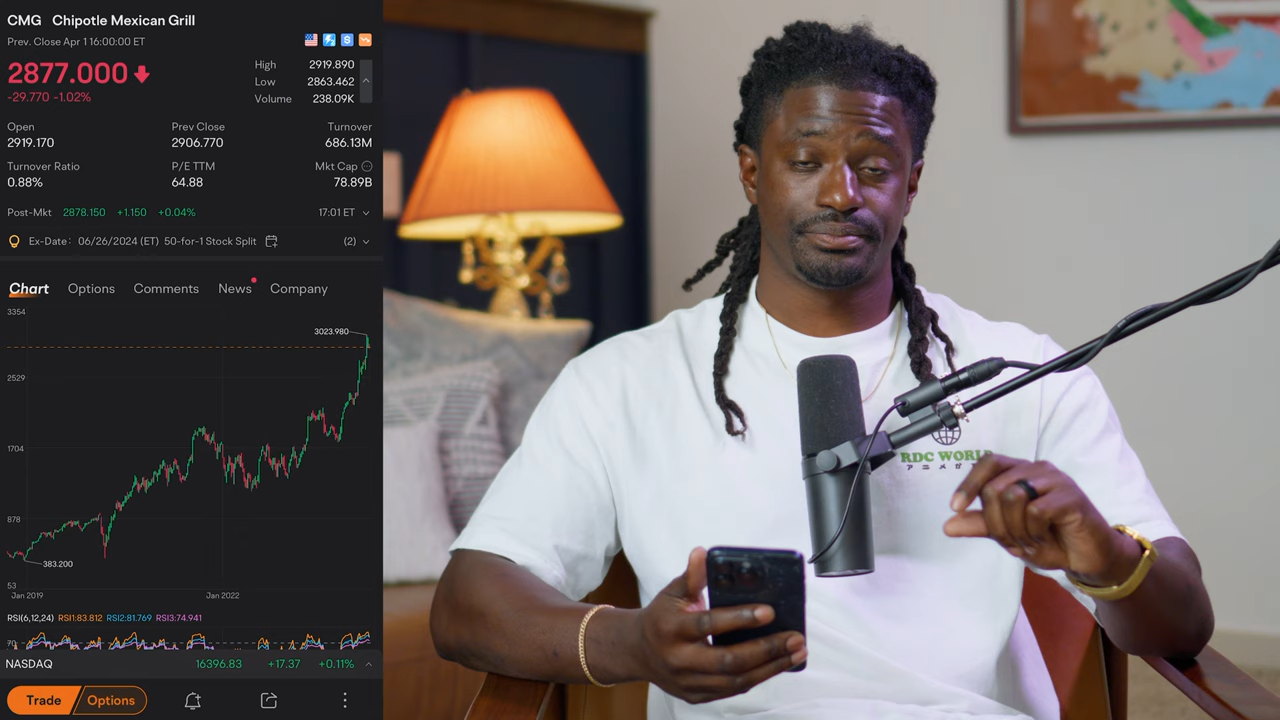 CMG Chipotle Mexican Grill
Prev. Close Apr 1 16:00:00 ET
2877.000
-29.770 -1.02%
High 2919.890
Low 2863.462
Volume 238.09K
Open Prev Close Turnover
2919.170 2906.770 686.13M
Turnover Ratio P/E TTM Mkt Cap
0.88% 64.88 78.89B
Post-Mkt 2878.150 +1.150 +0.04% 17:01 ET
Ex-Date: 06/26/2024 (ET) 50-for-1 Stock Split (2)
Chart Options Comments News Company
3354
3023.980
2529
1704
878
383.200
53
Jan 2019 Jan 2022
RSI(6,12,24) RSI1:83.812 RSI2:81.769 RSI3:74.941
70
NASDAQ 16396.83 +17.37 +0.11%
Trade Options
RDC WORLD
アニメガ